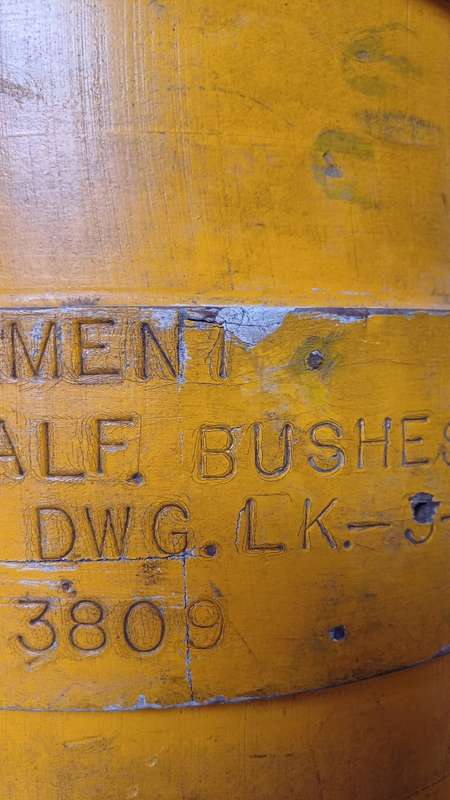 MENT
ALF. BUSHES
DWG. LK.-J-
3809